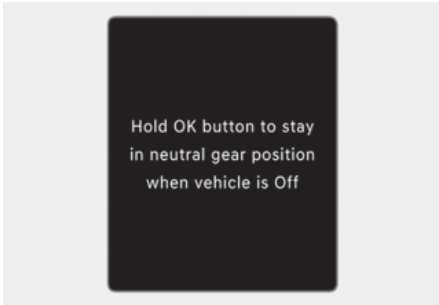 Hold OK button to stay
in neutral gear position
when vehicle is Off